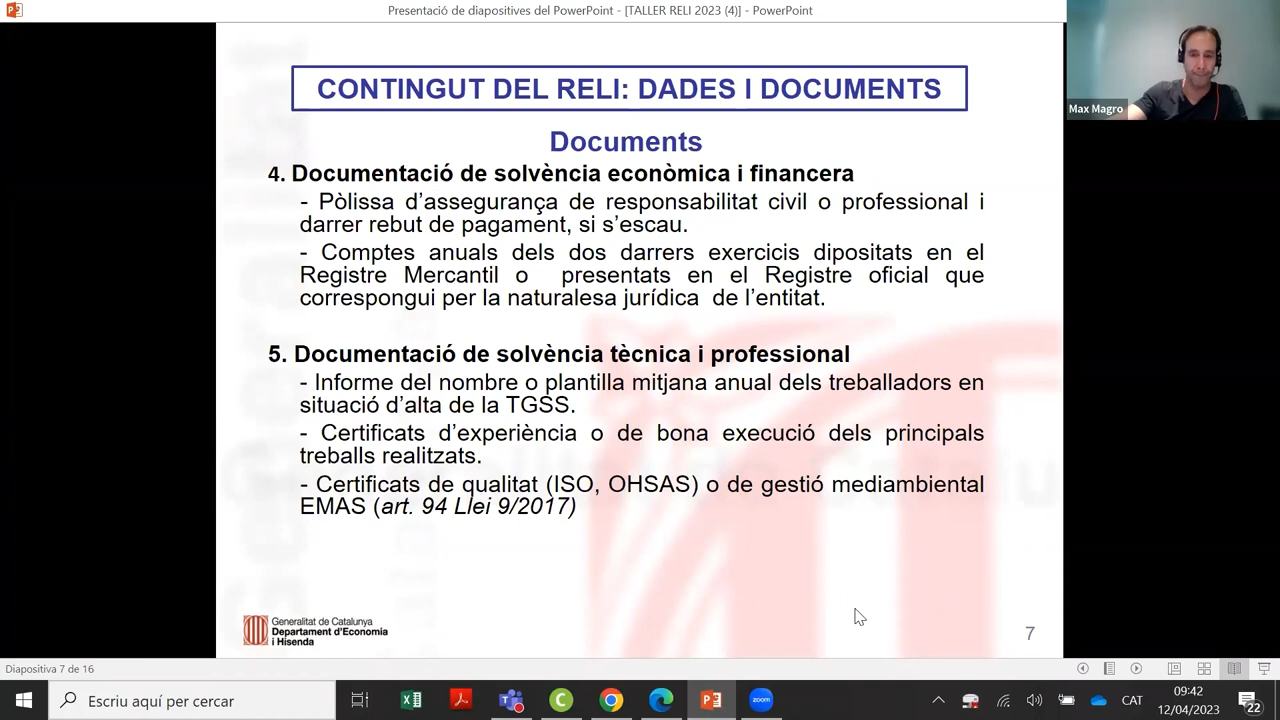 Presentació de diapositives del PowerPoint - [TALLER RELI 2023 (4)] - PowerPoint
Max Magro
CONTINGUT DEL RELI: DADES I DOCUMENTS
Documents
4. Documentació de solvència econòmica i financera
- Pòlissa d’assegurança de responsabilitat civil o professional i
darrer rebut de pagament, si s’escau.
- Comptes anuals dels dos darrers exercicis dipositats en el
Registre Mercantil o presentats en el Registre oficial que
correspongui per la naturalesa jurídica de l’entitat.
5. Documentació de solvència tècnica i professional
- Informe del nombre o plantilla mitjana anual dels treballadors en
situació d’alta de la TGSS.
- Certificats d’experiència o de bona execució dels principals
treballs realitzats.
- Certificats de qualitat (ISO, OHSAS) o de gestió mediambiental
EMAS (art. 94 Llei 9/2017)
Generalitat de Catalunya
Departament d’Economia
i Hisenda
7
Diapositiva 7 de 16
Escriu aquí per cercar
zoom
CAT
09:42
12/04/2023
22